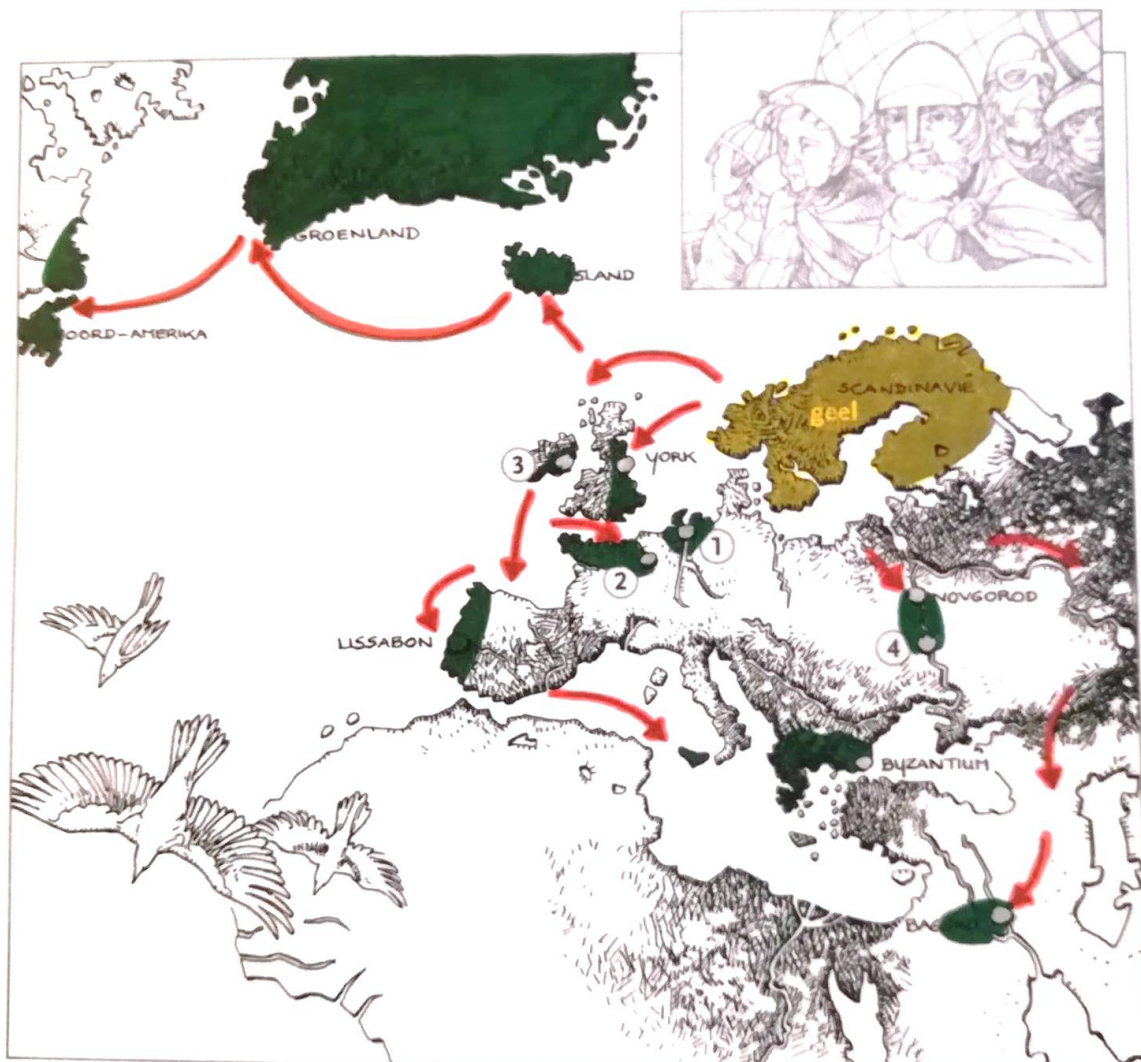 GROENLAND
SLAND
OORD-AMERIKA
SCANDINAVIË
geel
3
YORK
1
2
NOVGOROD
LISSABON
4
BYZANTIUM